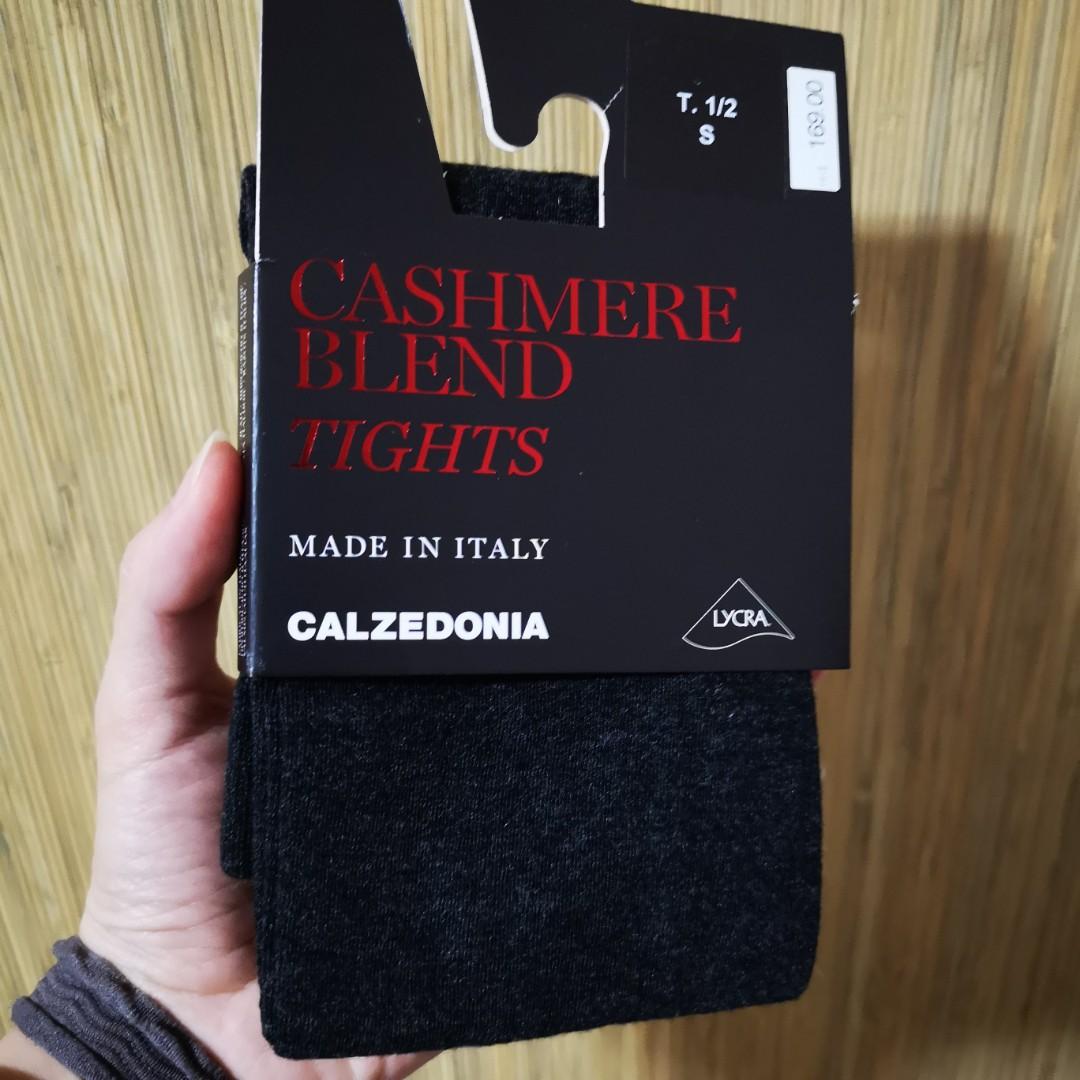 T. 1/2
S
169.00
CASHMERE
BLEND
TIGHTS
MADE IN ITALY
CALZEDONIA
LYCRA